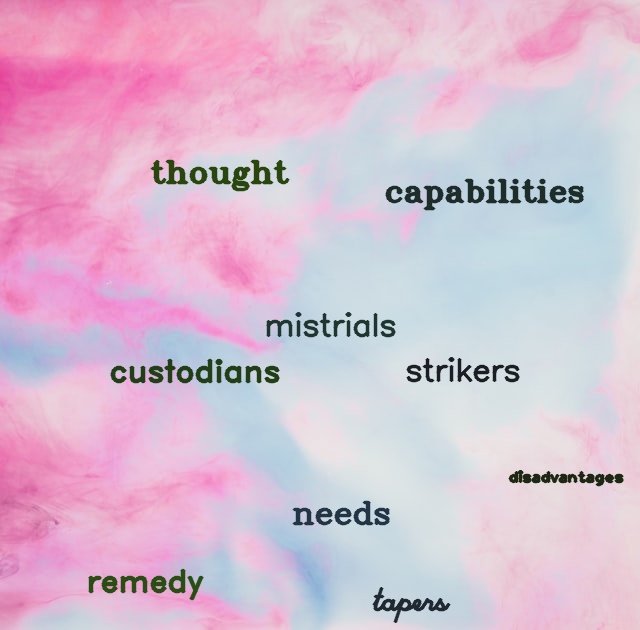 thought
capabilities
mistrials
custodians
strikers
disadvantages
needs
remedy
tapers